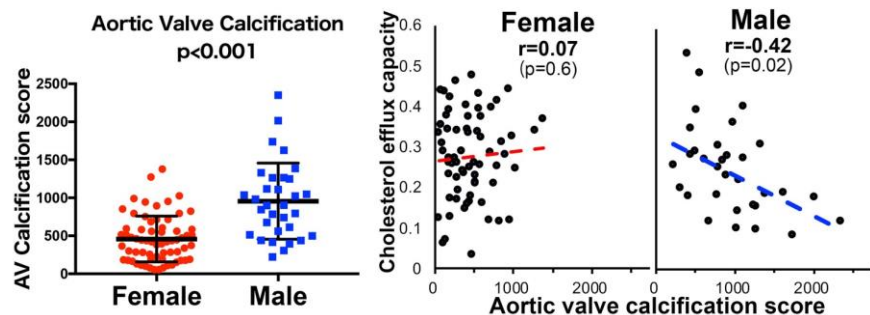 Aortic Valve Calcification
p<0.001
AV Calcification score
2500
2000
1500
1000
500
0
Female
Male
Cholesterol efflux capacity
0.6
0.5
0.4
0.3
0.2
0.1
0
Female
r=0.07
(p=0.6)
0
1000
2000
Male
r=-0.42
(p=0.02)
0
1000
2000
Aortic valve calcification score